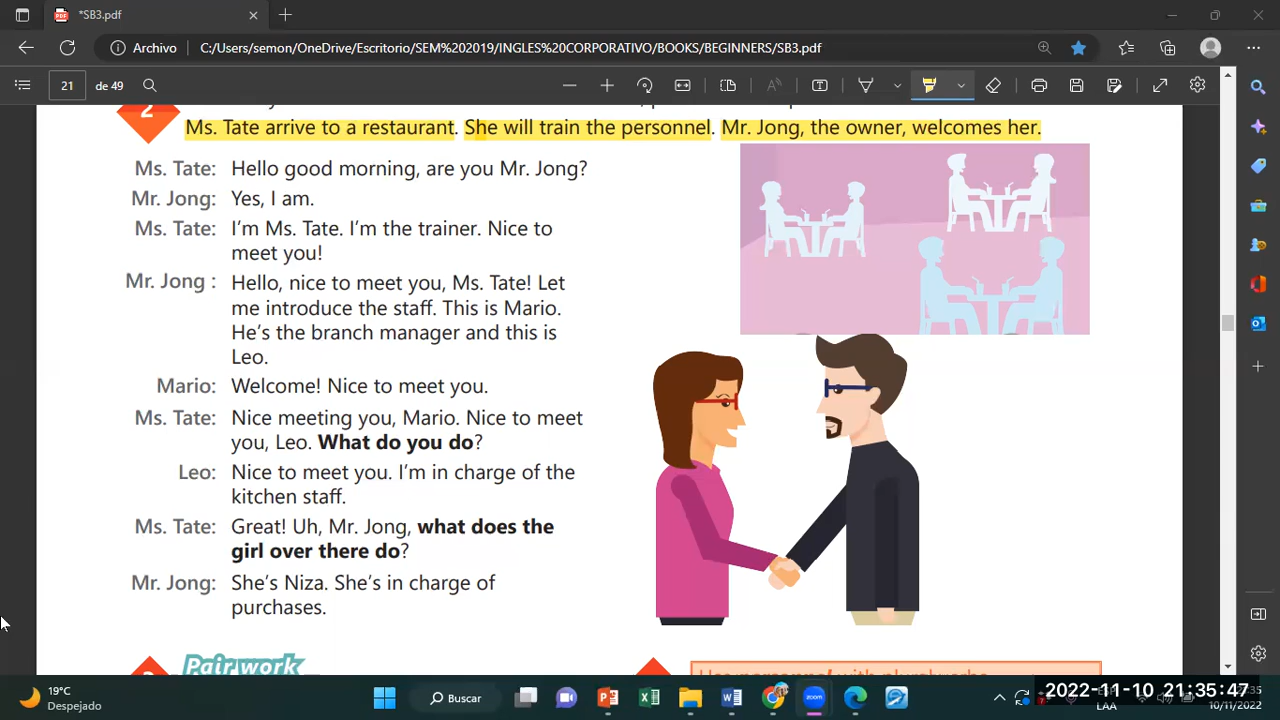 *SB3.pdf
Archivo
C:/Users/semon/OneDrive/Escritorio/SEM%202019/INGLES%20CORPORATIVO/BOOKS/BEGINNERS/SB3.pdf
21
de 49
2
Ms. Tate arrive to a restaurant. She will train the personnel. Mr. Jong, the owner, welcomes her.
Ms. Tate: Hello good morning, are you Mr. Jong?
Mr. Jong: Yes, I am.
Ms. Tate: I'm Ms. Tate. I'm the trainer. Nice to
meet you!
Mr. Jong : Hello, nice to meet you, Ms. Tate! Let
me introduce the staff. This is Mario.
He's the branch manager and this is
Leo.
Mario: Welcome! Nice to meet you.
Ms. Tate: Nice meeting you, Mario. Nice to meet
you, Leo. What do you do?
Leo: Nice to meet you. I'm in charge of the
kitchen staff.
Ms. Tate: Great! Uh, Mr. Jong, what does the
girl over there do?
Mr. Jong: She's Niza. She's in charge of
purchases.
Pair work
19°C
Despejado
Buscar
zoom
LAA
2022-11-10 21:35:47
10/11/2022